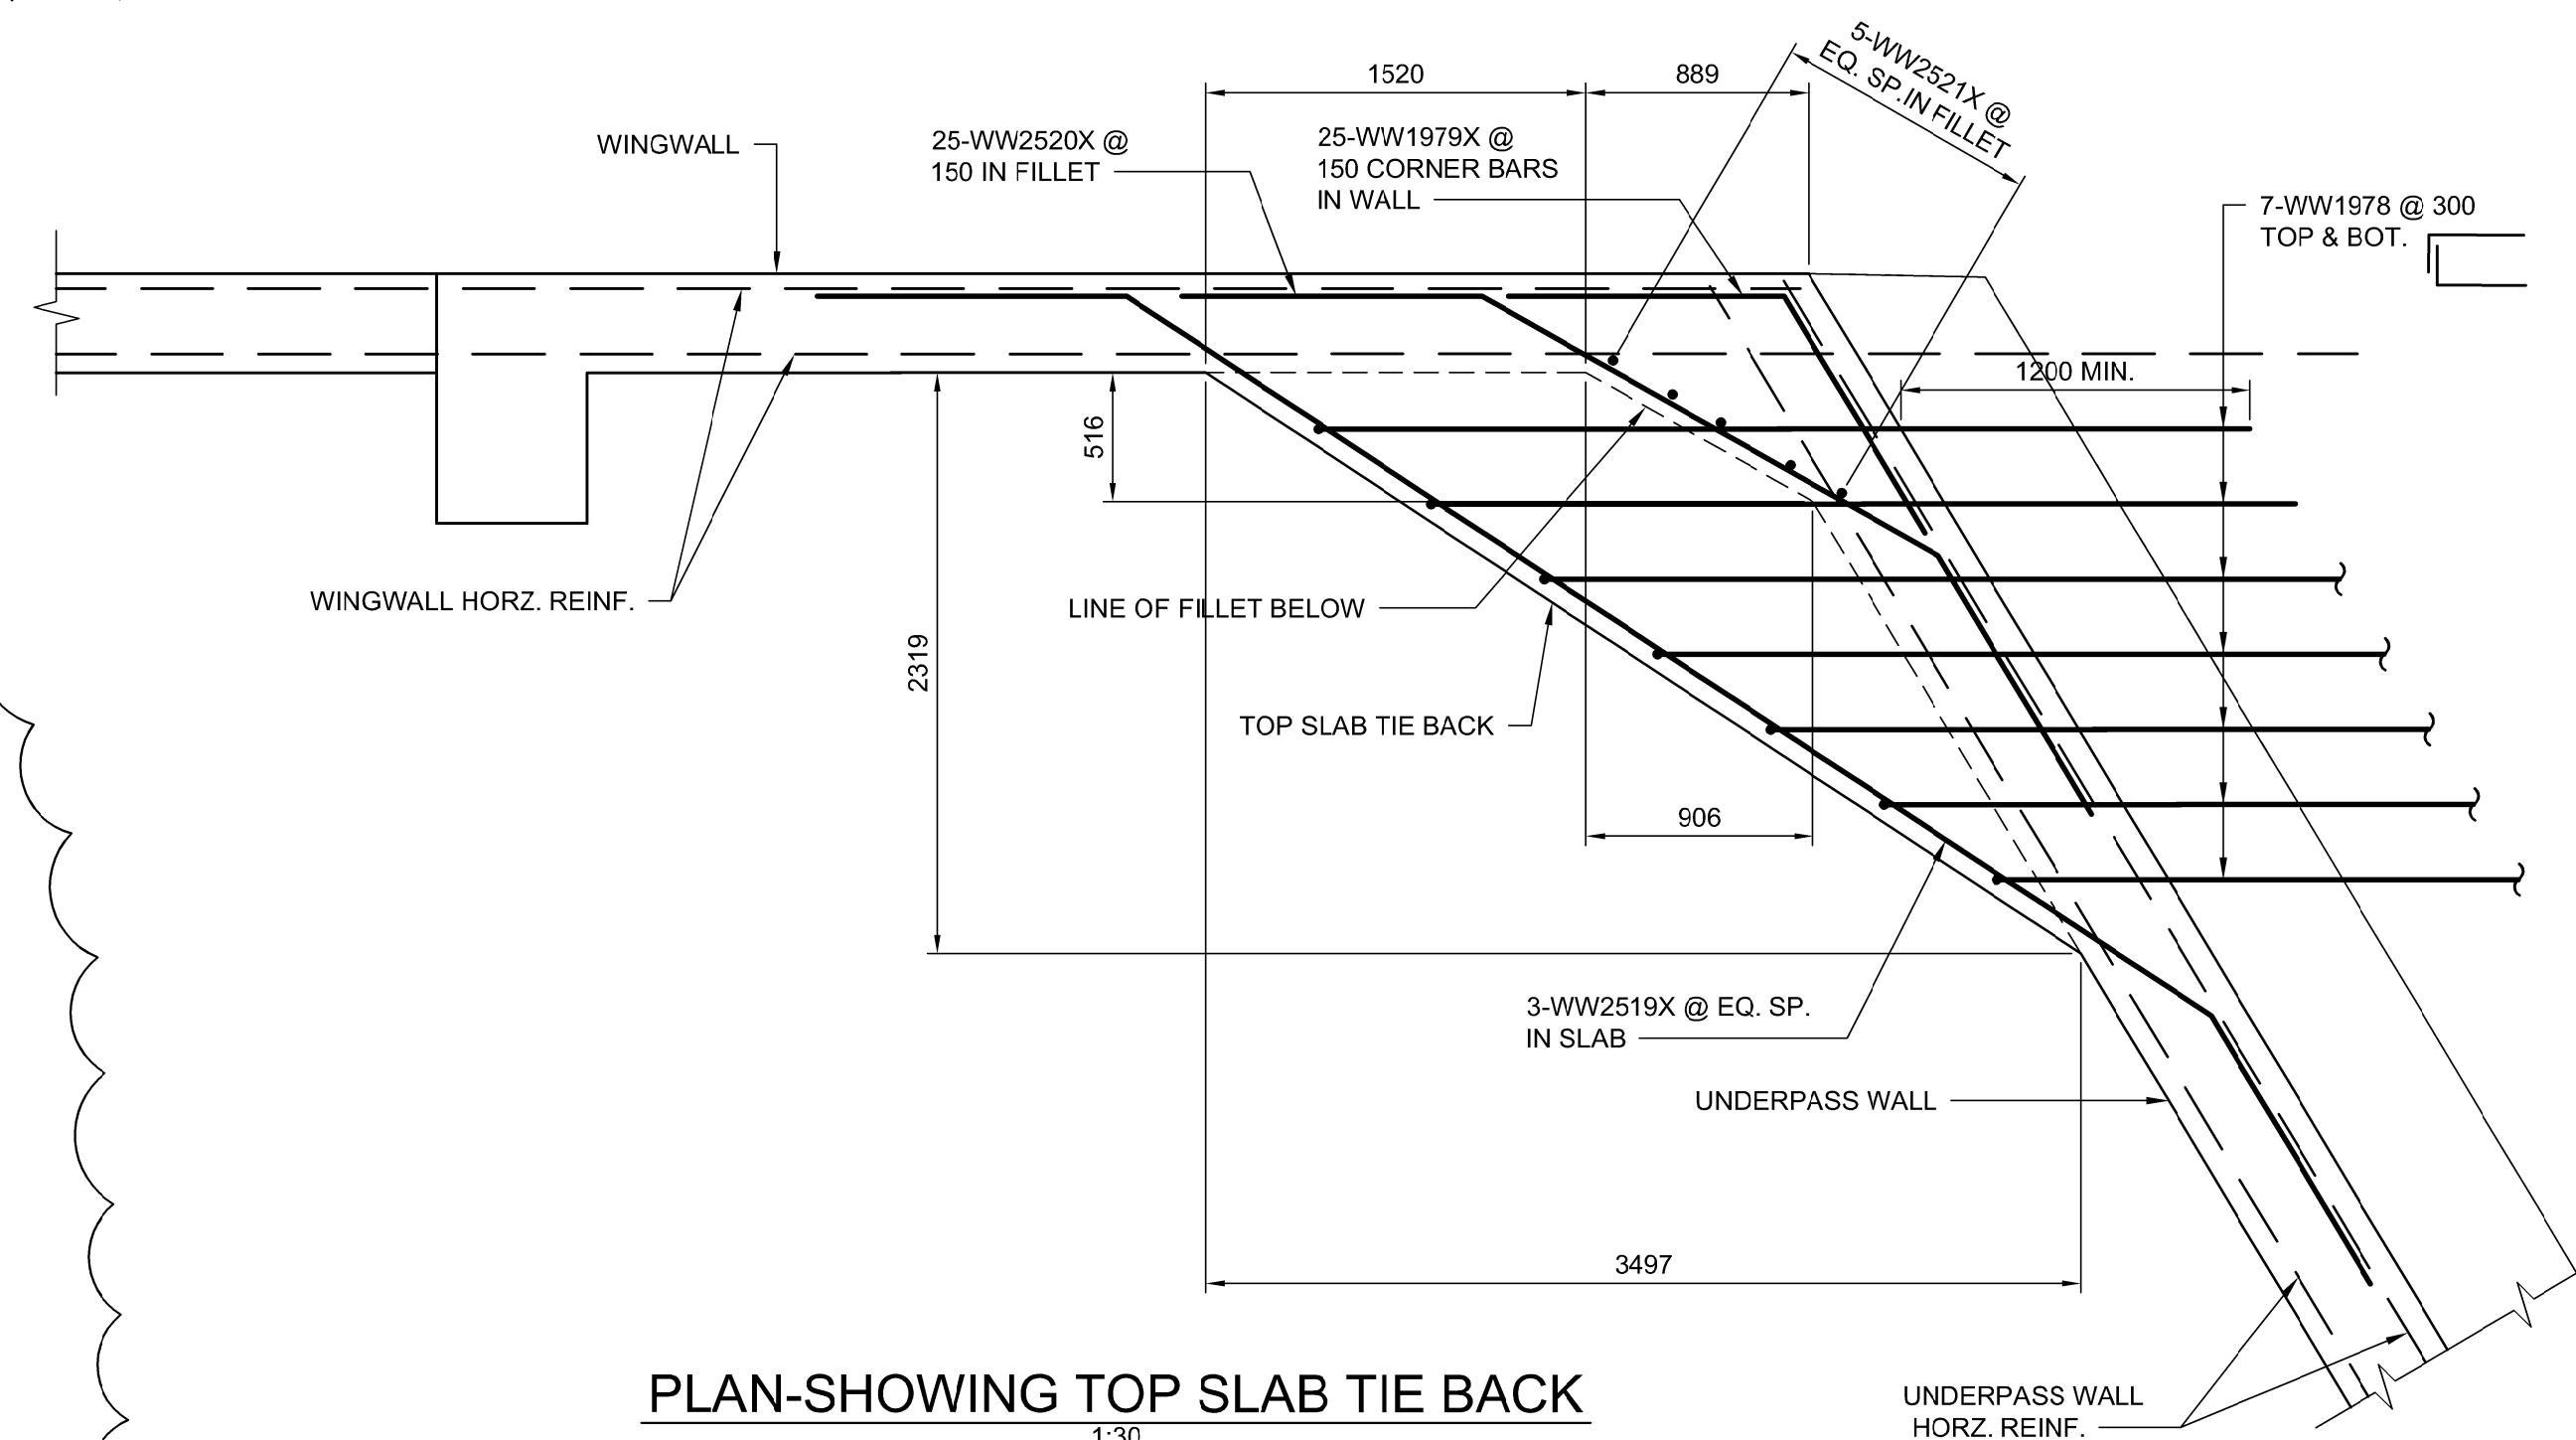 5-WW2521X @
EQ. SP.IN FILLET
1520
889
WINGWALL
25-WW2520X @
150 IN FILLET
25-WW1979X @
150 CORNER BARS
IN WALL
7-WW1978 @ 300
TOP & BOT.
1200 MIN.
516
WINGWALL HORZ. REINF.
LINE OF FILLET BELOW
2319
TOP SLAB TIE BACK
906
3-WW2519X @ EQ. SP.
IN SLAB
UNDERPASS WALL
3497
PLAN-SHOWING TOP SLAB TIE BACK
1:30
UNDERPASS WALL
HORZ. REINF.